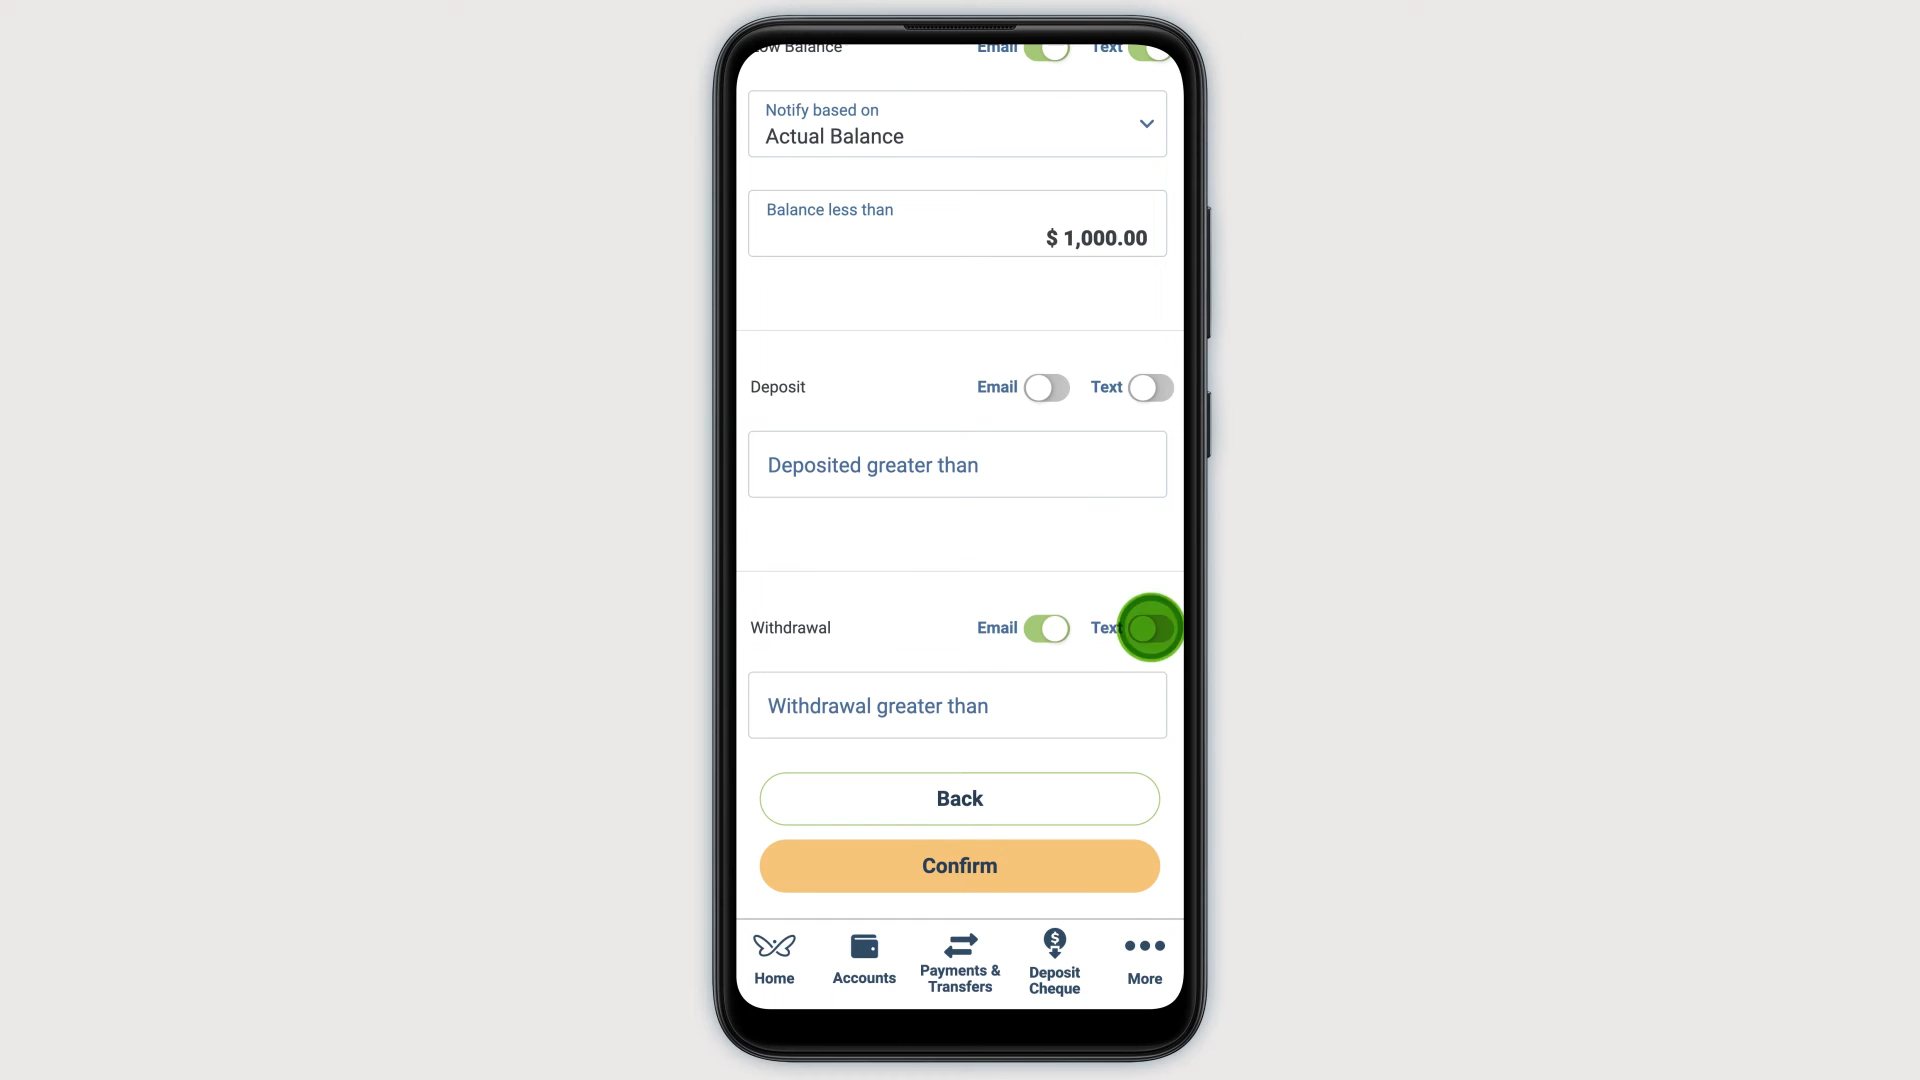 Low Balance Email Text
Notify based on
Actual Balance
Balance less than
$ 1,000.00
Deposit Email Text
Deposited greater than
Withdrawal Email Text
Withdrawal greater than
Back
Confirm
Home Accounts Payments & Transfers Deposit Cheque More